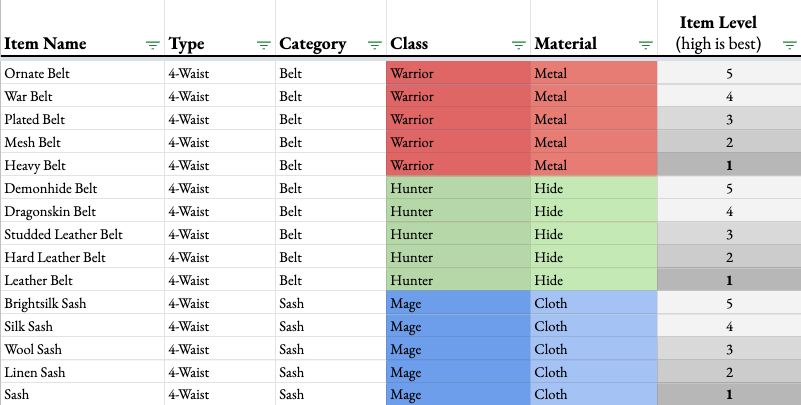 Item Name Type Category Class Material Item Level (high is best)
Ornate Belt 4-Waist Belt Warrior Metal 5
War Belt 4-Waist Belt Warrior Metal 4
Plated Belt 4-Waist Belt Warrior Metal 3
Mesh Belt 4-Waist Belt Warrior Metal 2
Heavy Belt 4-Waist Belt Warrior Metal 1
Demonhide Belt 4-Waist Belt Hunter Hide 5
Dragonskin Belt 4-Waist Belt Hunter Hide 4
Studded Leather Belt 4-Waist Belt Hunter Hide 3
Hard Leather Belt 4-Waist Belt Hunter Hide 2
Leather Belt 4-Waist Belt Hunter Hide 1
Brightsilk Sash 4-Waist Sash Mage Cloth 5
Silk Sash 4-Waist Sash Mage Cloth 4
Wool Sash 4-Waist Sash Mage Cloth 3
Linen Sash 4-Waist Sash Mage Cloth 2
Sash 4-Waist Sash Mage Cloth 1